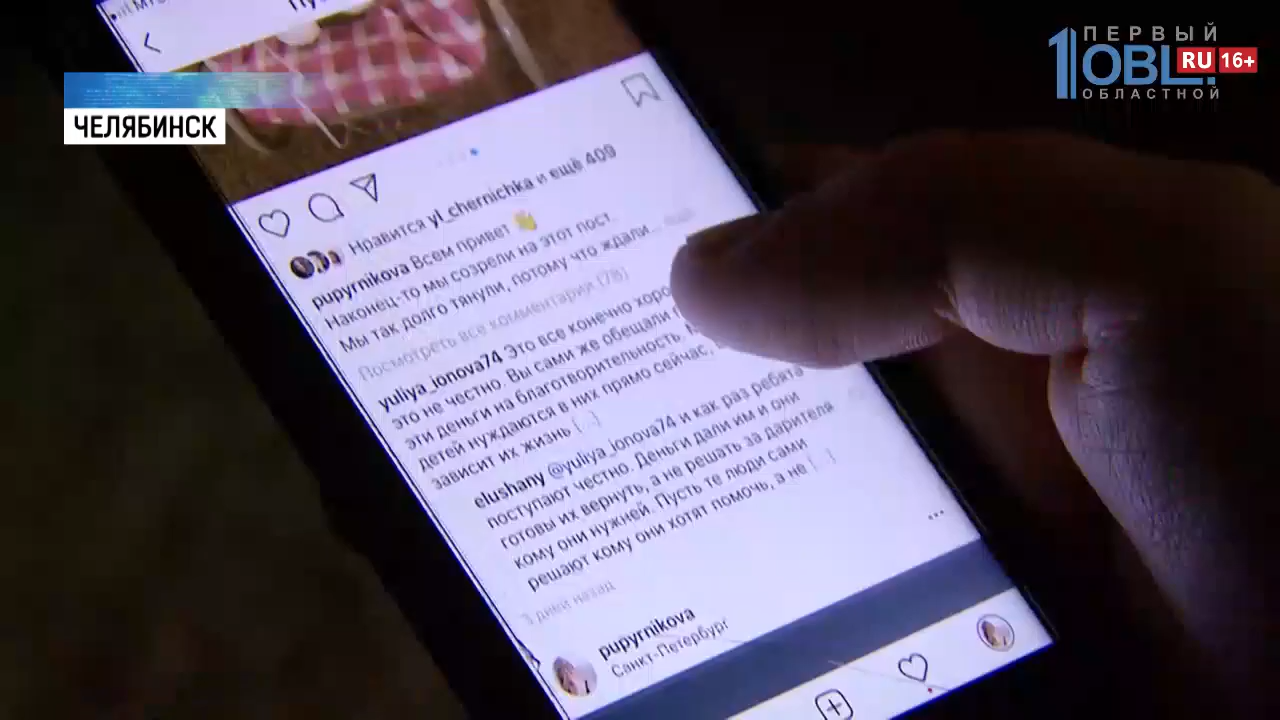 ПЕРВЫЙ
1OBL.
RU 16+
ОБЛАСТНОЙ
ЧЕЛЯБИНСК
Нравится yl_chernichka и ещё 409
pupyrnikova Всем привет 👋
Наконец-то мы созрели на этот пост.
Мы так долго тянули, потому что ждали... ещё
Посмотреть все комментарии (78)
yuliya_ionova74 Это все конечно хоро
это не честно. Вы сами же обещали
эти деньги на благотворительность.
детей нуждаются в них прямо сейчас,
зависит их жизнь [...]
elushany @yuliya_ionova74 и как раз ребята
поступают честно. Деньги дали им и они
готовы их вернуть, а не решать за дарителя
кому они нужней. Пусть те люди сами
решают кому они хотят помочь, а не [...]
3 дней назад
pupyrnikova
Санкт-Петербург